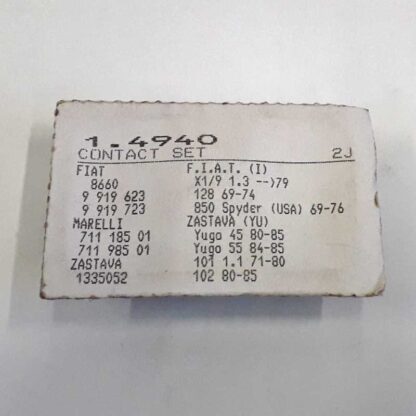 1.4940
CONTACT SET 2J
FIAT F.I.A.T. (I)
8660 X1/9 1.3 -->79
9 919 623 128 69-74
9 919 723 850 Spyder (USA) 69-76
MARELLI ZASTAVA (YU)
711 185 01 Yugo 45 80-85
711 985 01 Yugo 55 84-85
ZASTAVA 101 1.1 71-80
1335052 102 80-85